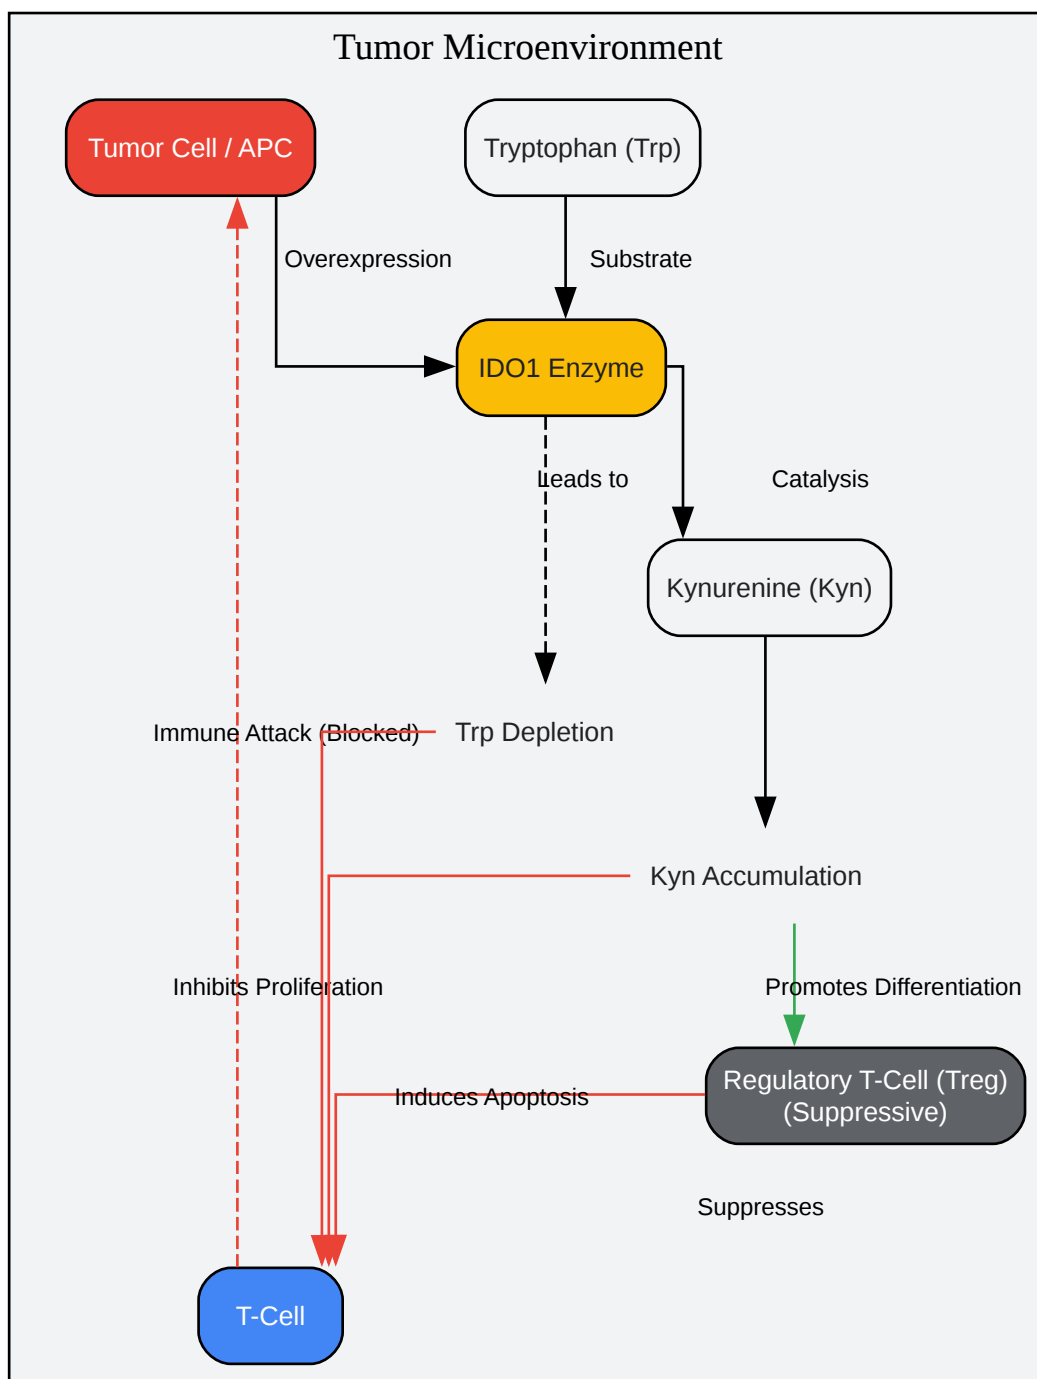 Tumor Microenvironment
Tumor Cell / APC
Tryptophan (Trp)
Overexpression
Substrate
IDO1 Enzyme
Leads to
Catalysis
Kynurenine (Kyn)
Immune Attack (Blocked)
Trp Depletion
Kyn Accumulation
Inhibits Proliferation
Promotes Differentiation
Regulatory T-Cell (Treg)
(Suppressive)
Induces Apoptosis
Suppresses
T-Cell